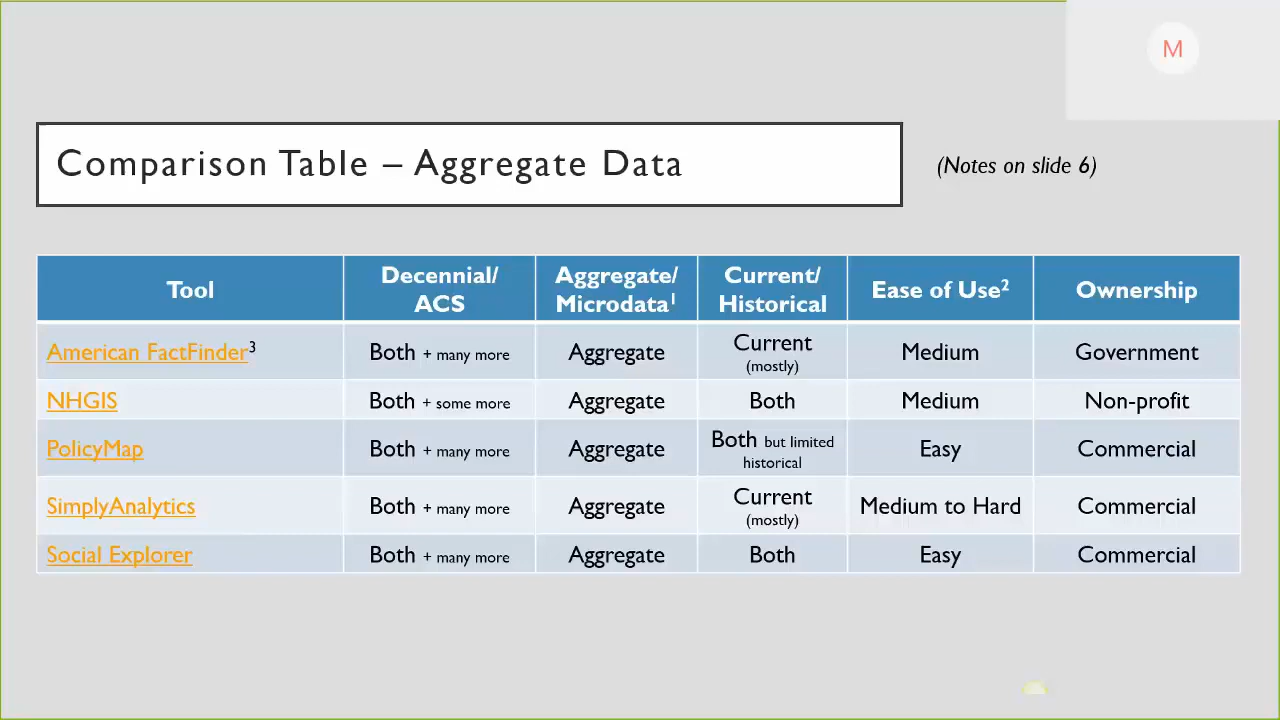 M
Comparison Table – Aggregate Data
(Notes on slide 6)
Tool
Decennial/
ACS
Aggregate/
Microdata¹
Current/
Historical
Ease of Use²
Ownership
American FactFinder³
Both + many more
Aggregate
Current
(mostly)
Medium
Government
NHGIS
Both + some more
Aggregate
Both
Medium
Non-profit
PolicyMap
Both + many more
Aggregate
Both but limited
historical
Easy
Commercial
SimplyAnalytics
Both + many more
Aggregate
Current
(mostly)
Medium to Hard
Commercial
Social Explorer
Both + many more
Aggregate
Both
Easy
Commercial